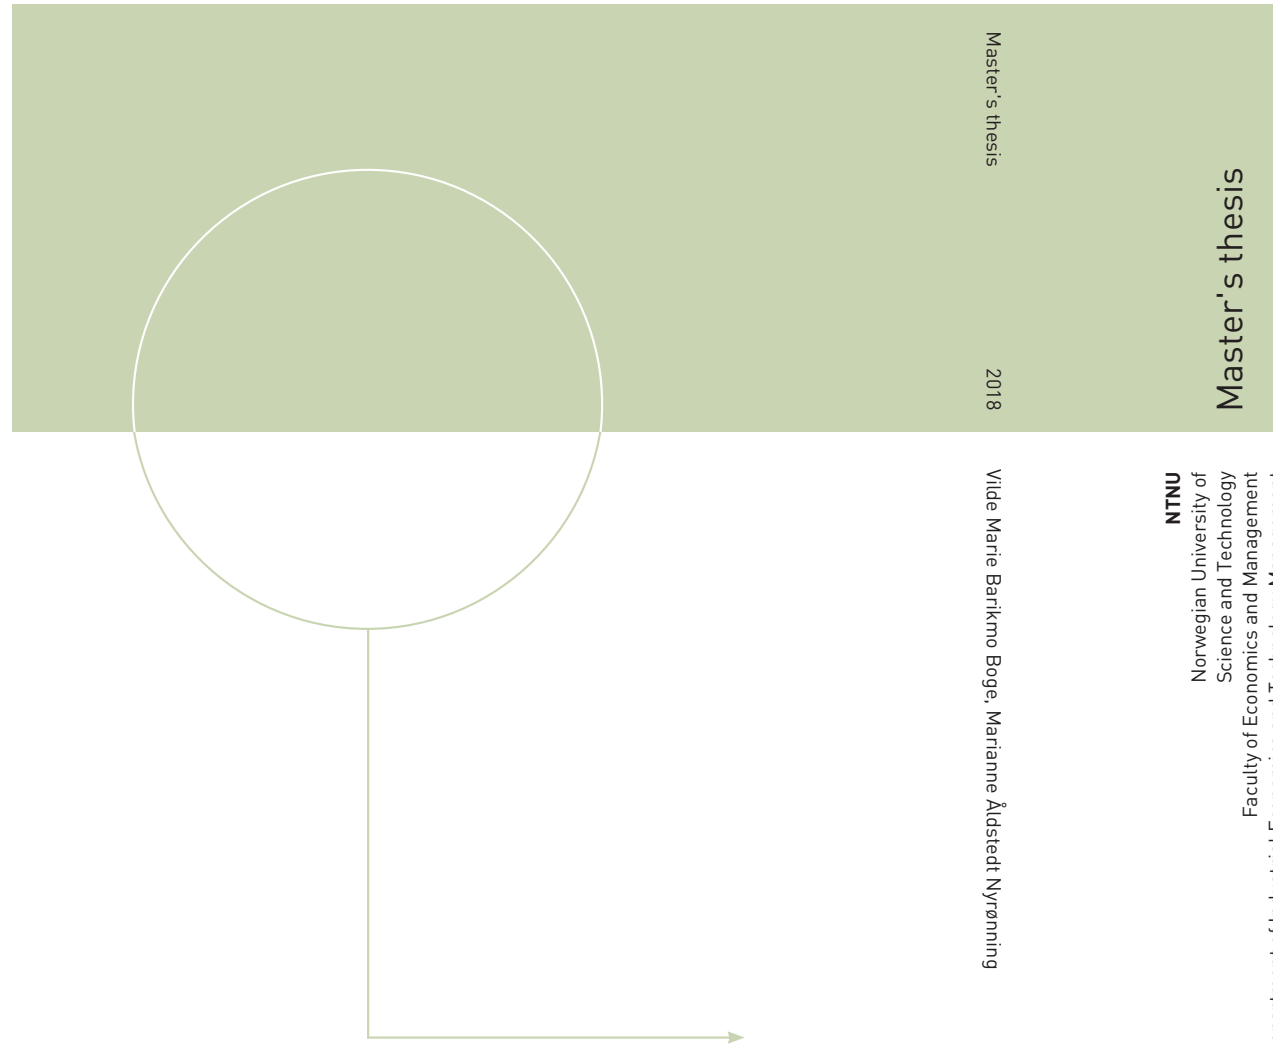 Master's thesis
2018
Vilde Marie Barikmo Boge, Marianne Åldstedt Nyrønning
Master's thesis
NTNU
Norwegian University of
Science and Technology
Faculty of Economics and Management